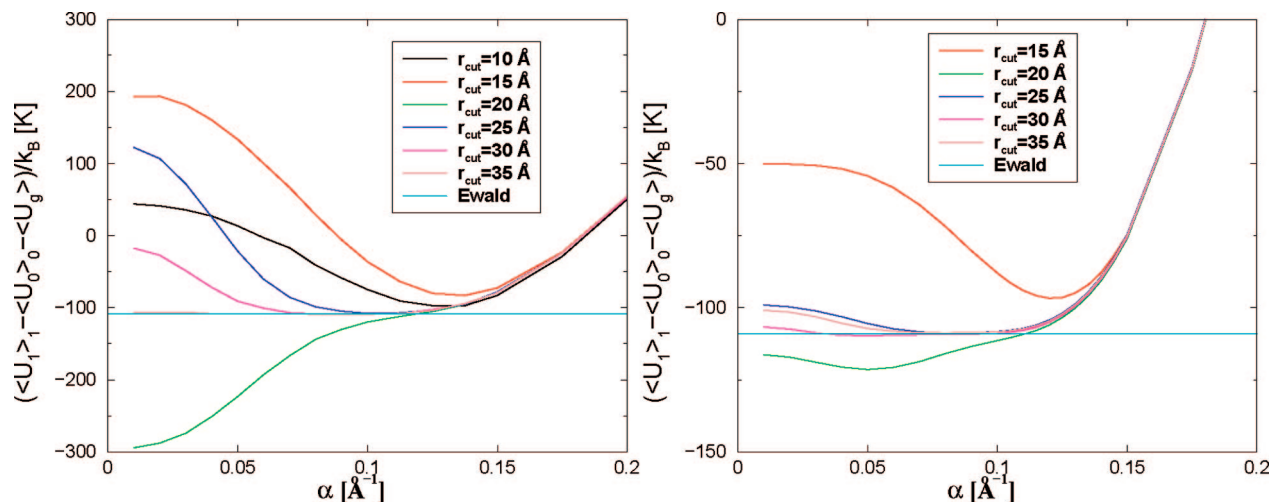 300
200
100
0
−100
−200
−300
(<U₁>₁−<U₀>₀−<U_g>)/k_B [K]
r_cut=10 Å
r_cut=15 Å
r_cut=20 Å
r_cut=25 Å
r_cut=30 Å
r_cut=35 Å
Ewald
0
0.05
0.1
0.15
0.2
α [Å⁻¹]
0
−50
−100
−150
(<U₁>₁−<U₀>₀−<U_g>)/k_B [K]
r_cut=15 Å
r_cut=20 Å
r_cut=25 Å
r_cut=30 Å
r_cut=35 Å
Ewald
0
0.05
0.1
0.15
0.2
α [Å⁻¹]